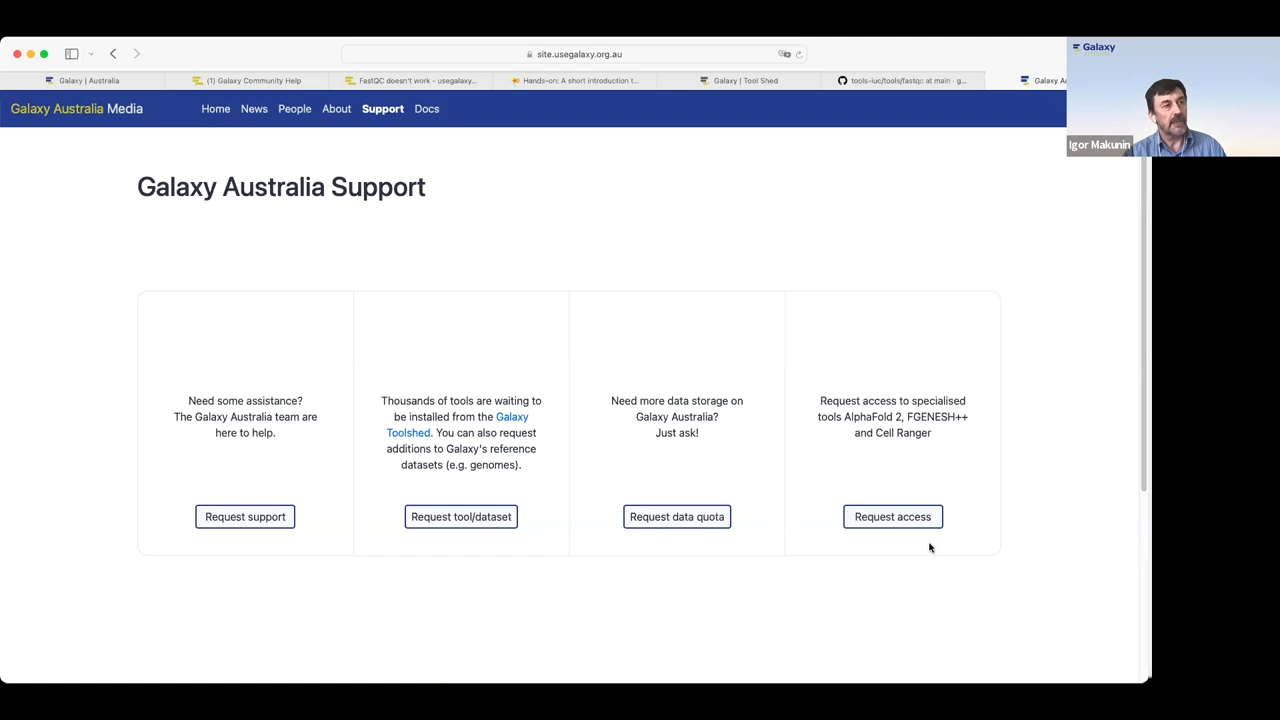 site.usegalaxy.org.au
Galaxy | Australia
(1) Galaxy Community Help
FastQC doesn't work - usegalaxy...
Hands-on: A short introduction t...
Galaxy | Tool Shed
tools-iuc/tools/fastqc at main · g...
Galaxy Au
Galaxy
Galaxy Australia Media
Home News People About Support Docs
Igor Makunin
Galaxy Australia Support
Need some assistance?
The Galaxy Australia team are
here to help.
Request support
Thousands of tools are waiting to
be installed from the Galaxy
Toolshed. You can also request
additions to Galaxy's reference
datasets (e.g. genomes).
Request tool/dataset
Need more data storage on
Galaxy Australia?
Just ask!
Request data quota
Request access to specialised
tools AlphaFold 2, FGENESH++
and Cell Ranger
Request access